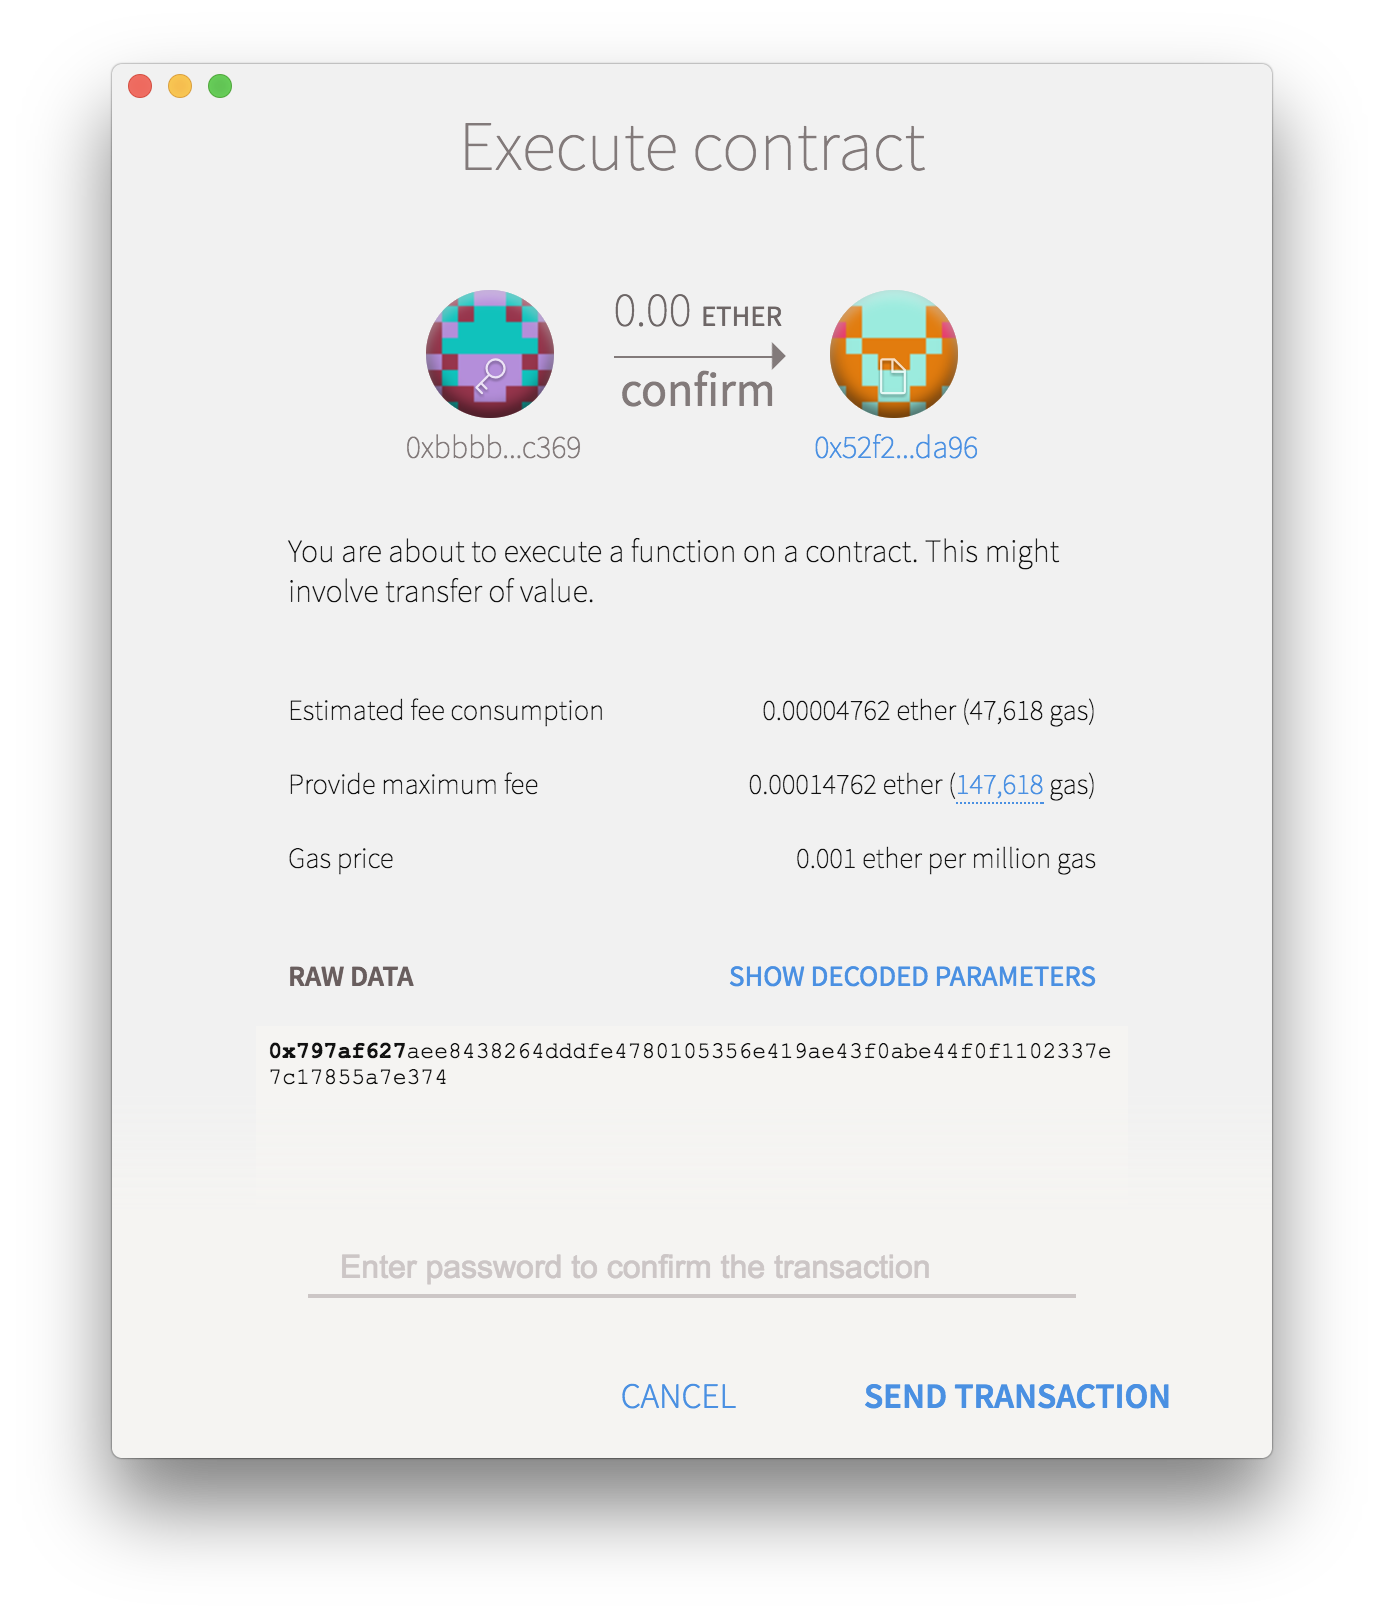 Execute contract
0.00 ETHER
confirm
0xbbbb...c369
0x52f2...da96
You are about to execute a function on a contract. This might
involve transfer of value.
Estimated fee consumption 0.00004762 ether (47,618 gas)
Provide maximum fee 0.00014762 ether (147,618 gas)
Gas price 0.001 ether per million gas
RAW DATA SHOW DECODED PARAMETERS
0x797af627aee8438264dddfe4780105356e419ae43f0abe44f0f1102337e
7c17855a7e374
Enter password to confirm the transaction
CANCEL SEND TRANSACTION